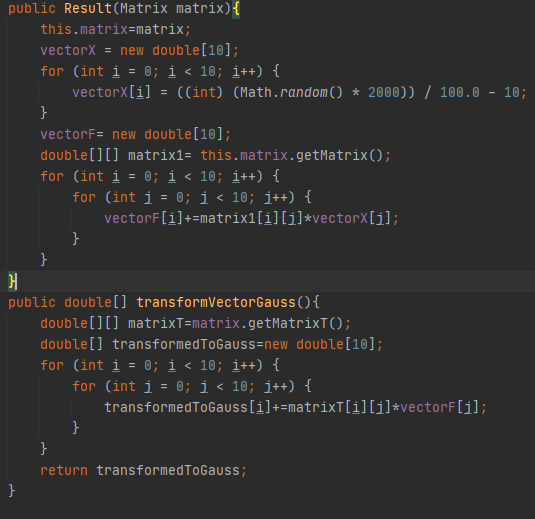 public Result(Matrix matrix){
    this.matrix=matrix;
    vectorX = new double[10];
    for (int i = 0; i < 10; i++) {
        vectorX[i] = ((int) (Math.random() * 2000)) / 100.0 - 10;
    }
    vectorF= new double[10];
    double[][] matrix1= this.matrix.getMatrix();
    for (int i = 0; i < 10; i++) {
        for (int j = 0; j < 10; j++) {
            vectorF[i]+=matrix1[i][j]*vectorX[j];
        }
    }
}
public double[] transformVectorGauss(){
    double[][] matrixT=matrix.getMatrixT();
    double[] transformedToGauss=new double[10];
    for (int i = 0; i < 10; i++) {
        for (int j = 0; j < 10; j++) {
            transformedToGauss[i]+=matrixT[i][j]*vectorF[j];
        }
    }
    return transformedToGauss;
}